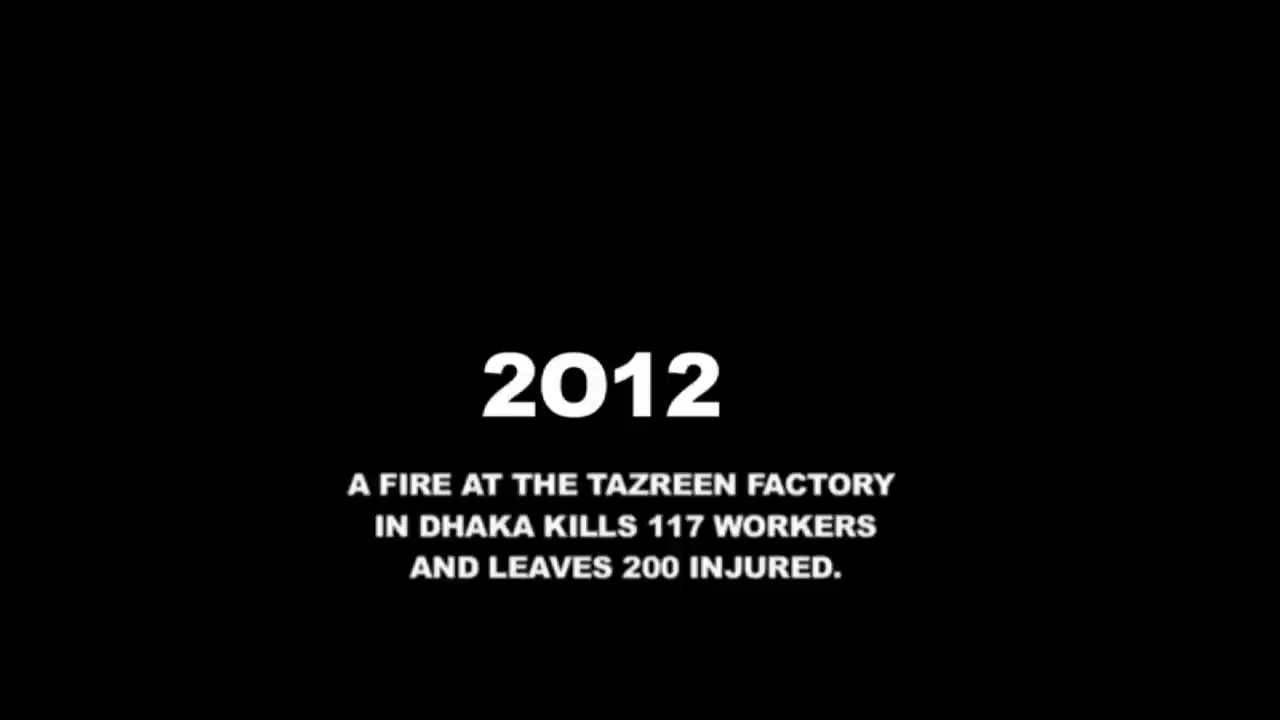 2012
A FIRE AT THE TAZREEN FACTORY
IN DHAKA KILLS 117 WORKERS
AND LEAVES 200 INJURED.